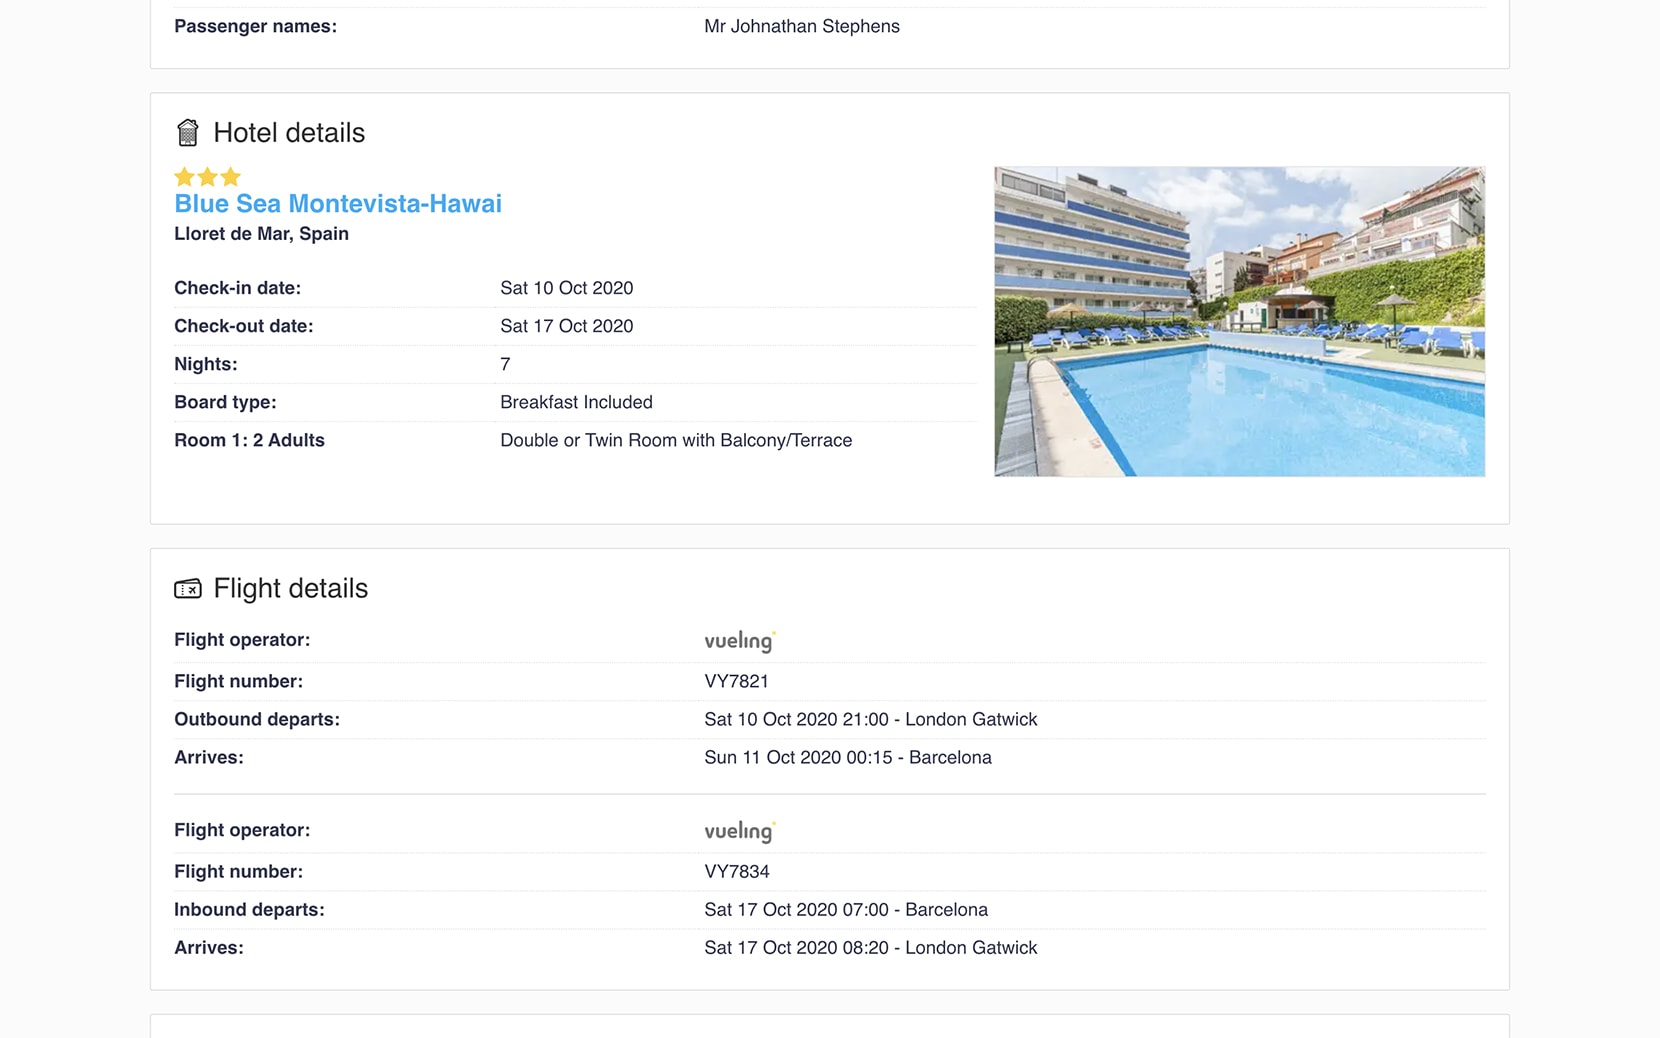 Passenger names: Mr Johnathan Stephens
Hotel details
Blue Sea Montevista-Hawai
Lloret de Mar, Spain
Check-in date: Sat 10 Oct 2020
Check-out date: Sat 17 Oct 2020
Nights: 7
Board type: Breakfast Included
Room 1: 2 Adults Double or Twin Room with Balcony/Terrace
Flight details
Flight operator: vueling
Flight number: VY7821
Outbound departs: Sat 10 Oct 2020 21:00 - London Gatwick
Arrives: Sun 11 Oct 2020 00:15 - Barcelona
Flight operator: vueling
Flight number: VY7834
Inbound departs: Sat 17 Oct 2020 07:00 - Barcelona
Arrives: Sat 17 Oct 2020 08:20 - London Gatwick